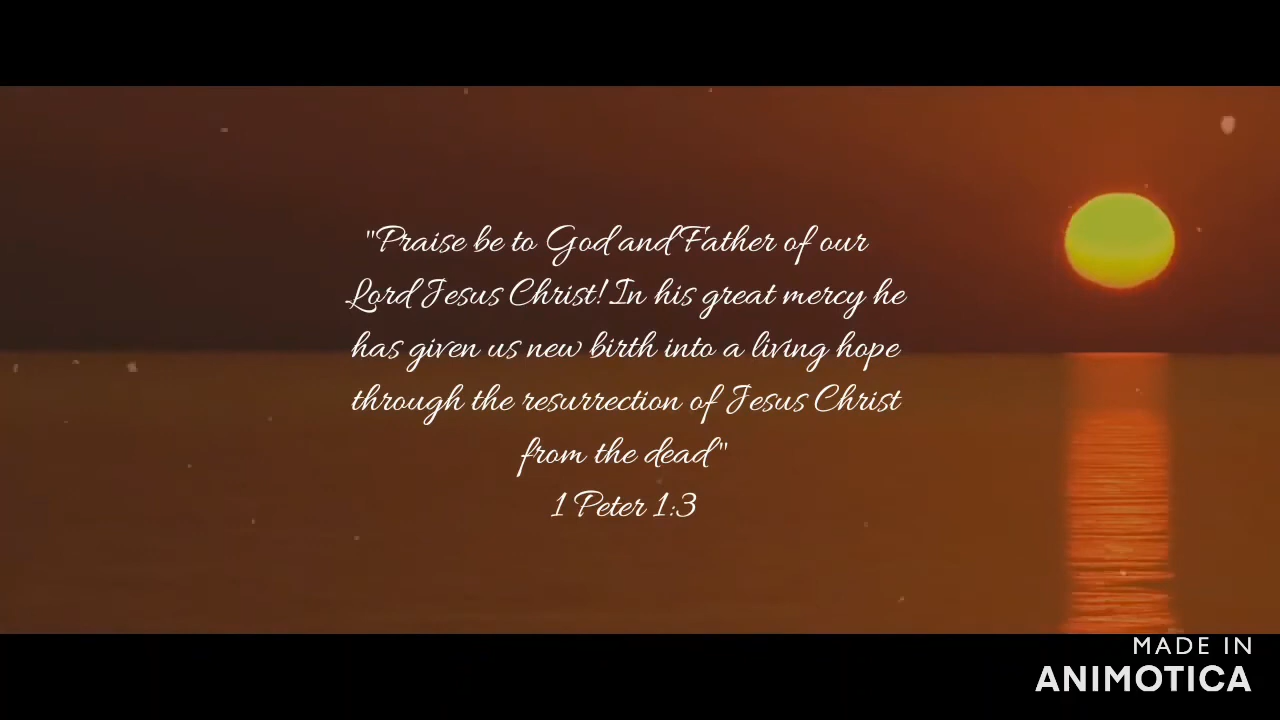 "Praise be to God and Father of our
Lord Jesus Christ! In his great mercy he
has given us new birth into a living hope
through the resurrection of Jesus Christ
from the dead"
1 Peter 1:3
MADE IN
ANIMOTICA